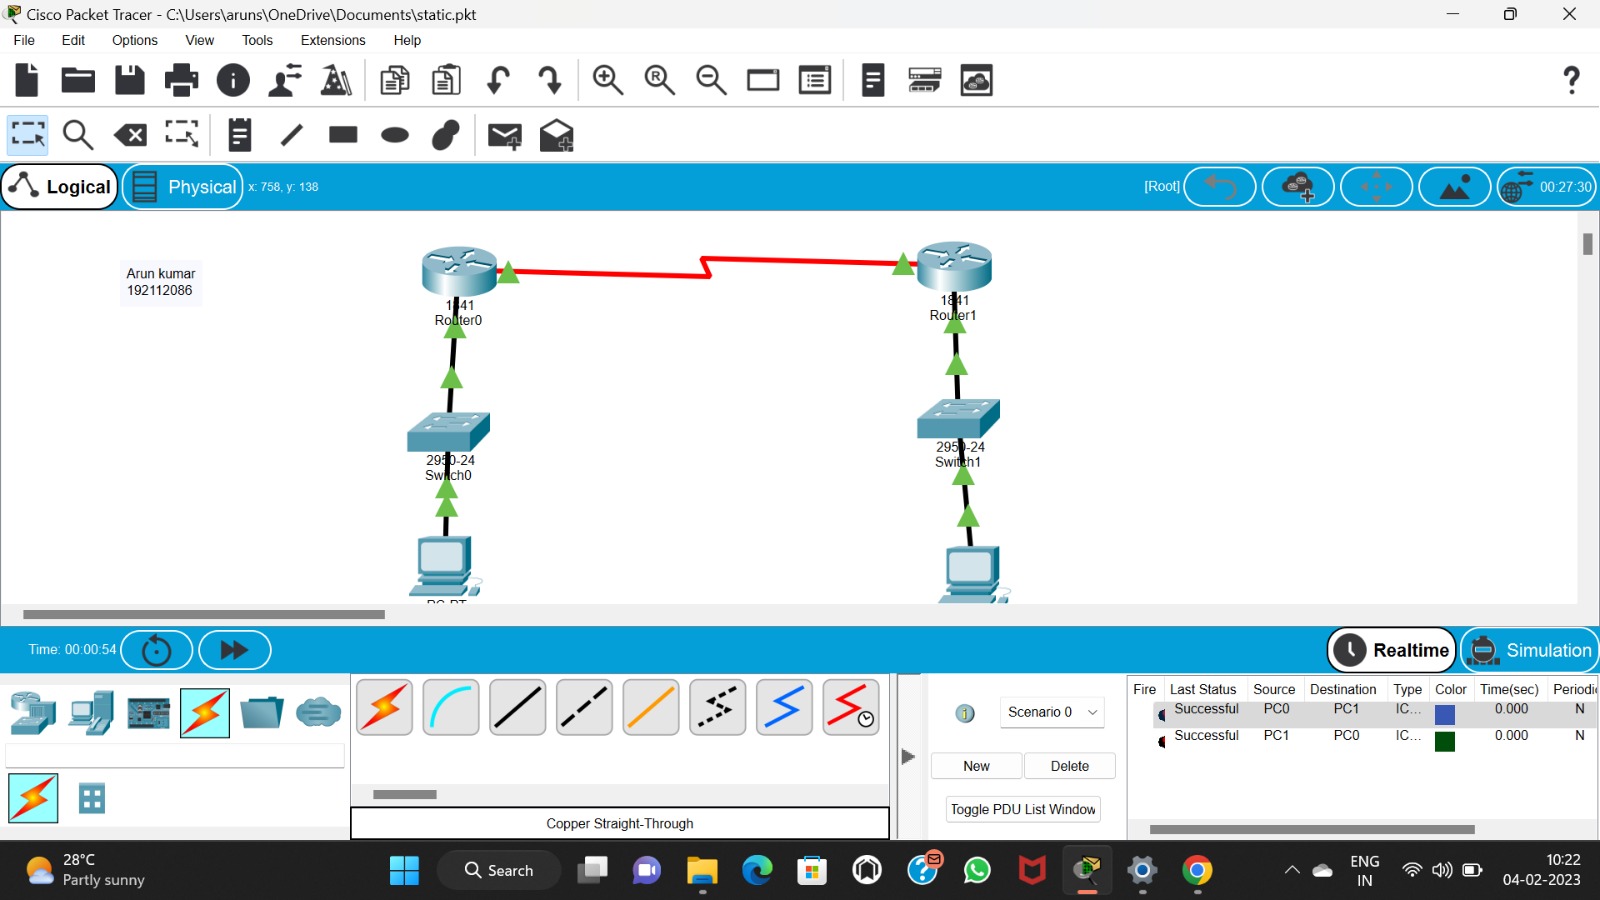 Cisco Packet Tracer - C:\Users\aruns\OneDrive\Documents\static.pkt
File Edit Options View Tools Extensions Help
Logical Physical x: 758, y: 138 [Root] 00:27:30
Arun kumar
192112086
1841
Router0
1841
Router1
2950-24
Switch0
2950-24
Switch1
Time: 00:00:54 Realtime Simulation
Fire Last Status Source Destination Type Color Time(sec) Periodic
Successful PC0 PC1 IC... 0.000 N
Successful PC1 PC0 IC... 0.000 N
Scenario 0
New Delete
Toggle PDU List Window
Copper Straight-Through
28°C
Partly sunny
Search
ENG
IN
10:22
04-02-2023